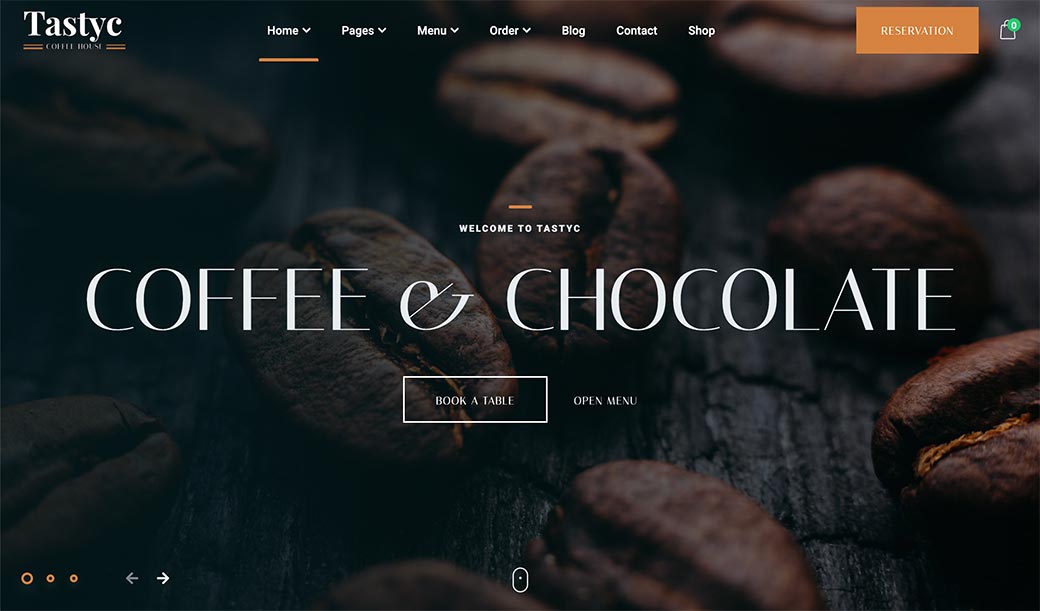 Tastyc
COFFEE HOUSE
Home
Pages
Menu
Order
Blog
Contact
Shop
RESERVATION
0
WELCOME TO TASTYC
COFFEE & CHOCOLATE
BOOK A TABLE
OPEN MENU